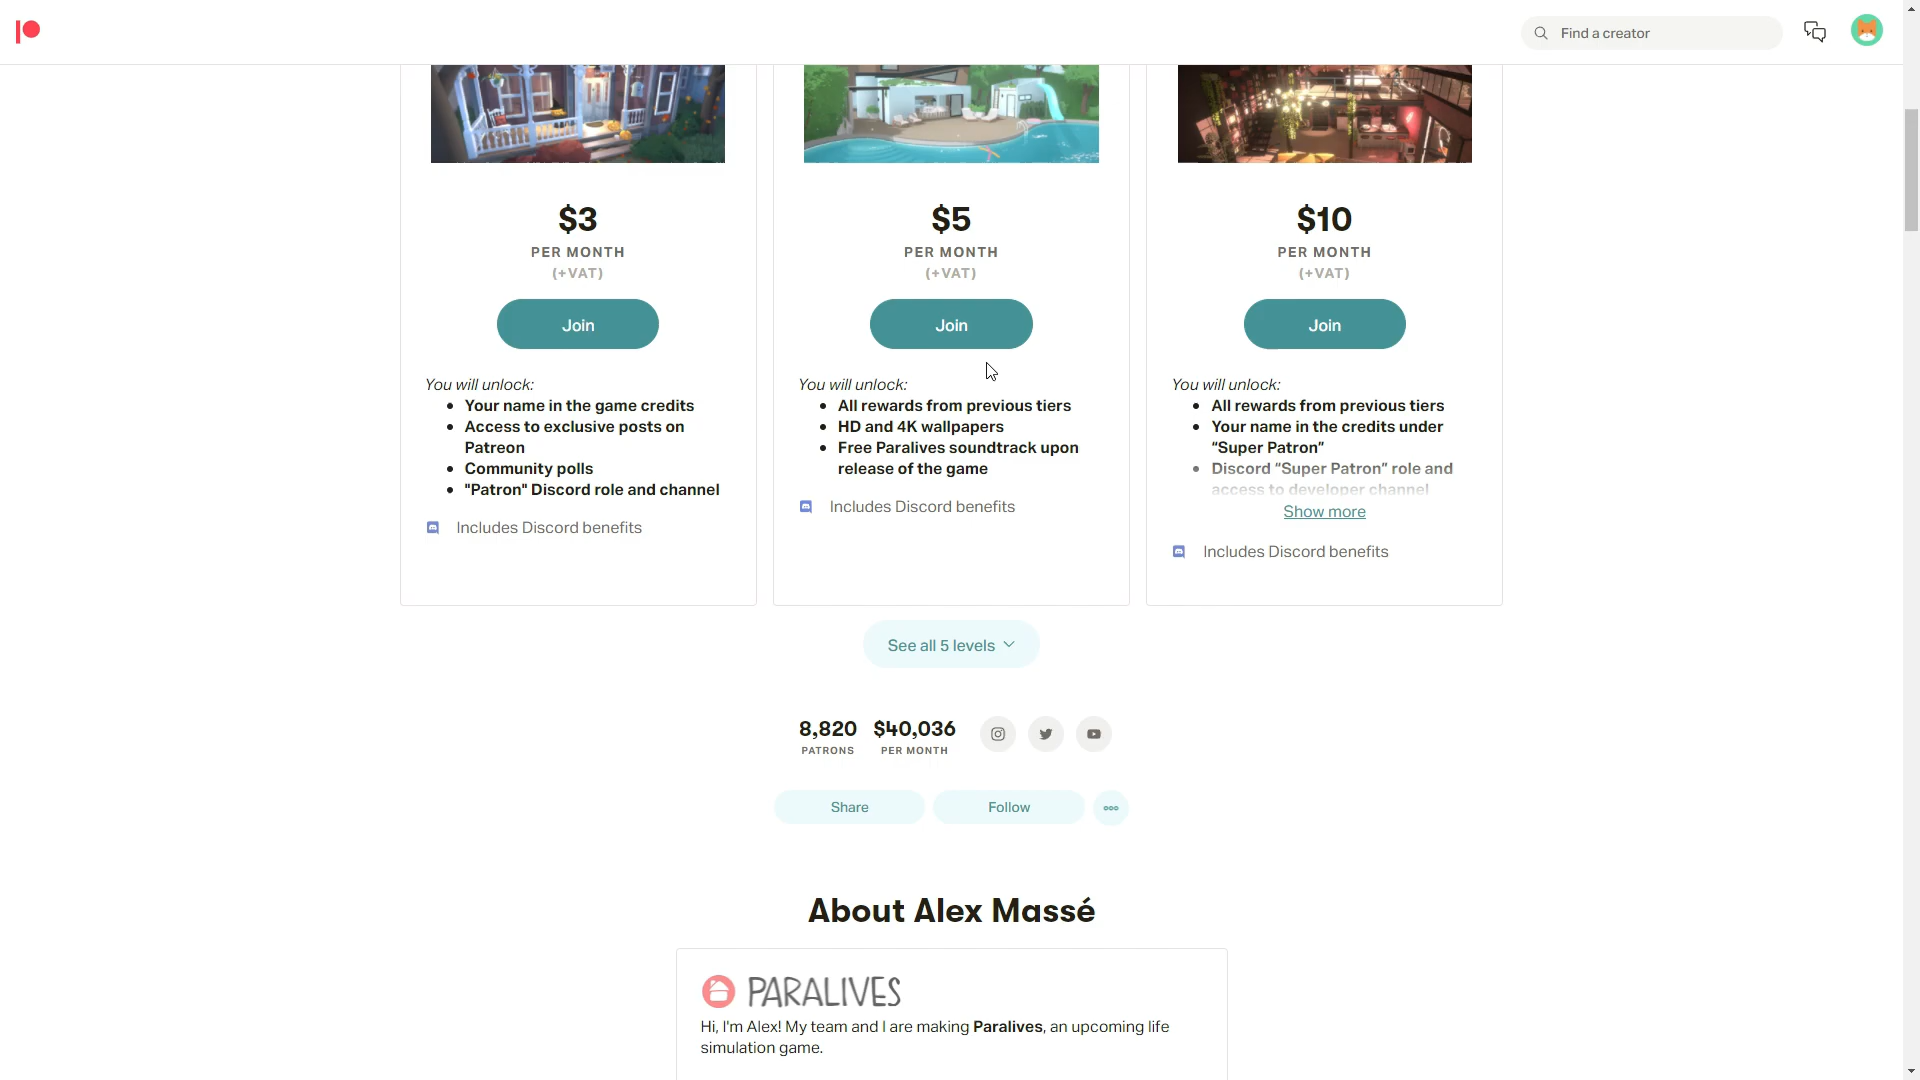 Find a creator
$3
PER MONTH
(+VAT)
Join
You will unlock:
Your name in the game credits
Access to exclusive posts on
Patreon
Community polls
"Patron" Discord role and channel
Includes Discord benefits
$5
PER MONTH
(+VAT)
Join
You will unlock:
All rewards from previous tiers
HD and 4K wallpapers
Free Paralives soundtrack upon
release of the game
Includes Discord benefits
$10
PER MONTH
(+VAT)
Join
You will unlock:
All rewards from previous tiers
Your name in the credits under
“Super Patron”
Discord “Super Patron” role and
access to developer channel
Show more
Includes Discord benefits
See all 5 levels
8,820
PATRONS
$40,036
PER MONTH
Share
Follow
About Alex Massé
PARALIVES
Hi, I'm Alex! My team and I are making Paralives, an upcoming life
simulation game.